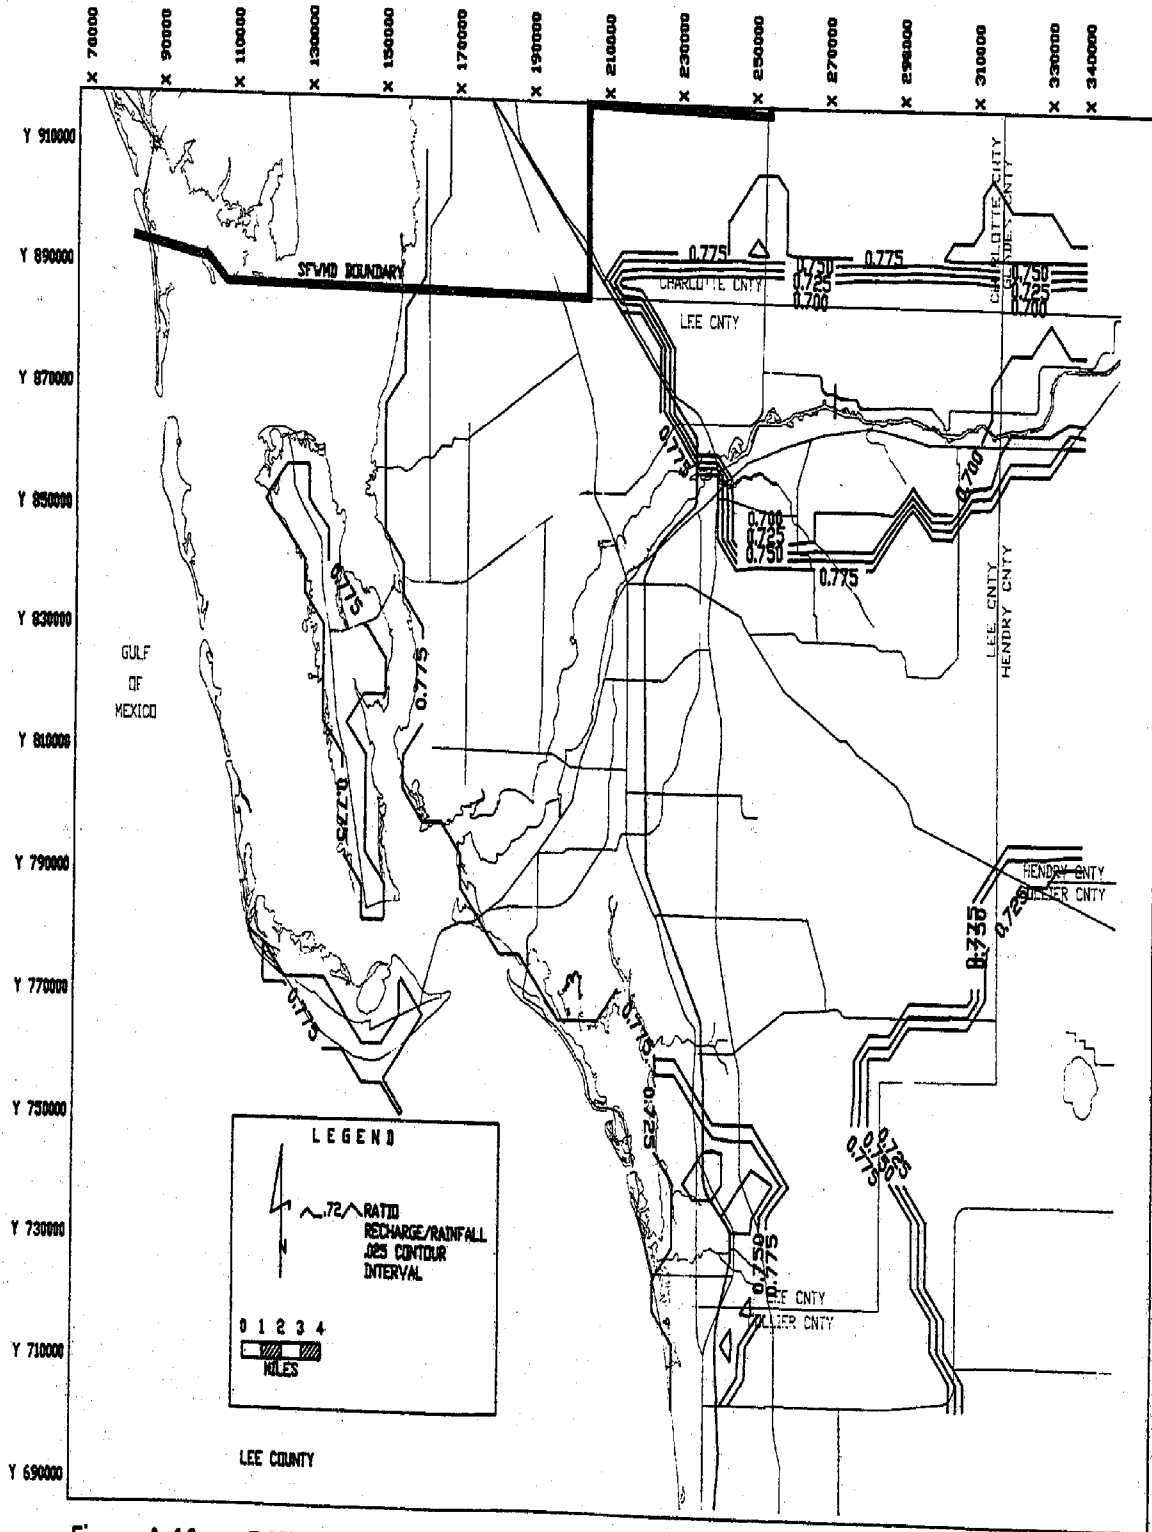 X 70000
X 90000
X 110000
X 130000
X 150000
X 170000
X 190000
X 210000
X 230000
X 250000
X 270000
X 290000
X 310000
X 330000
X 340000
Y 910000
Y 890000
Y 870000
Y 850000
Y 830000
Y 810000
Y 790000
Y 770000
Y 750000
Y 730000
Y 710000
Y 690000
CHARLOTTE CNTY
GLADES CNTY
SFWMD BOUNDARY
0.775
0.750
0.725
0.700
0.775
0.750
0.725
0.700
CHARLOTTE CNTY
LEE CNTY
0.775
0.700
0.700
0.725
0.750
0.775
LEE CNTY
HENDRY CNTY
0.775
0.775
0.775
GULF
OF
MEXICO
HENDRY CNTY
COLLIER CNTY
0.775
0.750
0.725
0.775
0.775
0.725
0.725
0.750
0.775
0.750
0.775
LEE CNTY
COLLIER CNTY
LEGEND
.72 RATIO
RECHARGE/RAINFALL
.025 CONTOUR
INTERVAL
N
0 1 2 3 4
MILES
LEE COUNTY